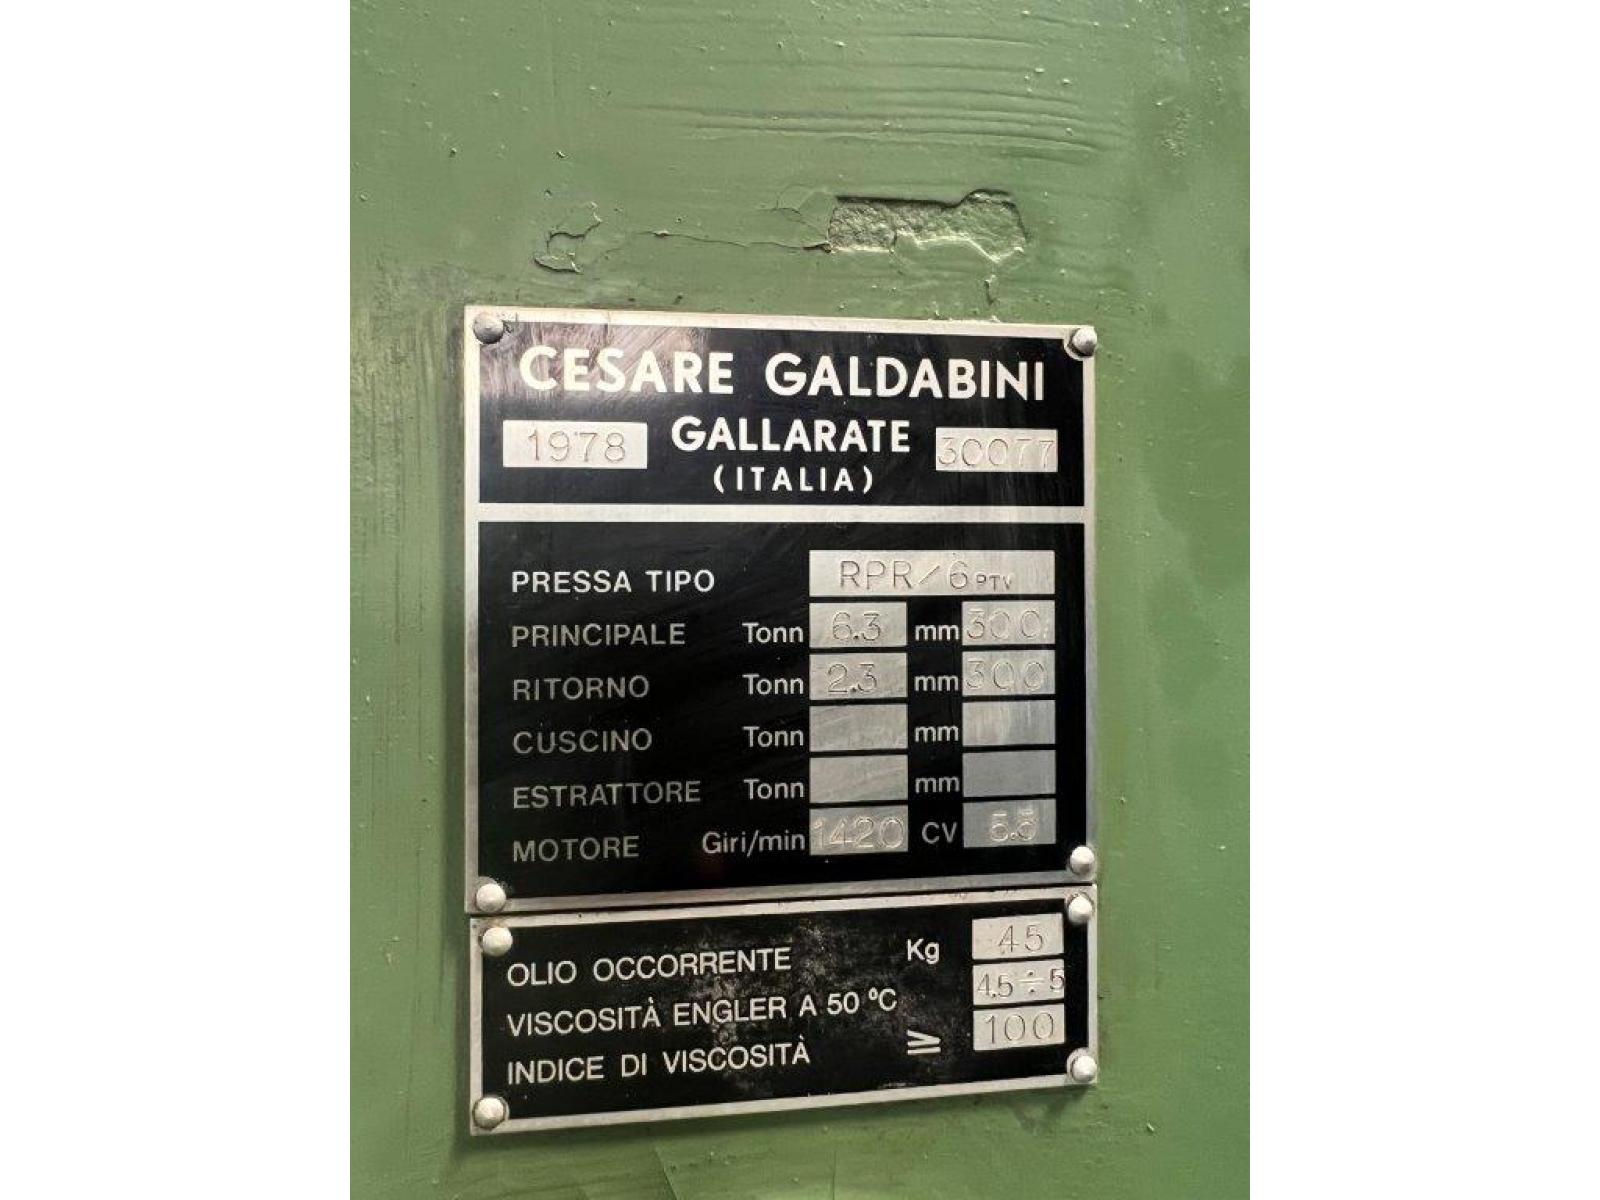 CESARE GALDABINI
1978 GALLARATE 30077
(ITALIA)
PRESSA TIPO RPR/6 PTV
PRINCIPALE Tonn 6.3 mm 300
RITORNO Tonn 2.3 mm 300
CUSCINO Tonn mm
ESTRATTORE Tonn mm
MOTORE Giri/min 1420 CV 5.5
OLIO OCCORRENTE Kg 45
VISCOSITÀ ENGLER A 50 °C 4.5÷5
INDICE DI VISCOSITÀ ≥ 100